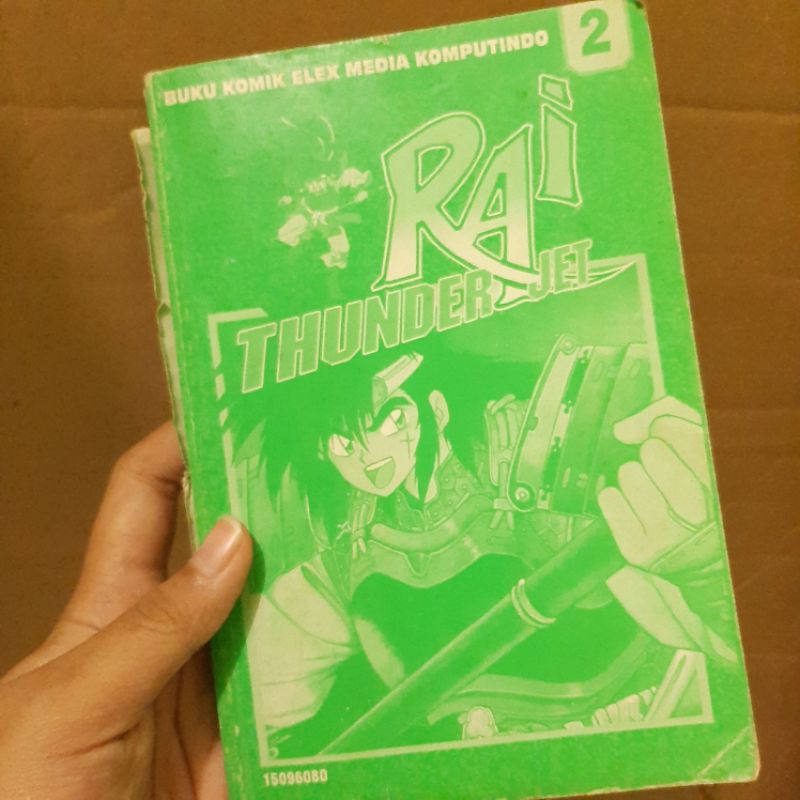 BUKU KOMIK ELEX MEDIA KOMPUTINDO
2
RAi
THUNDER JET
15096080